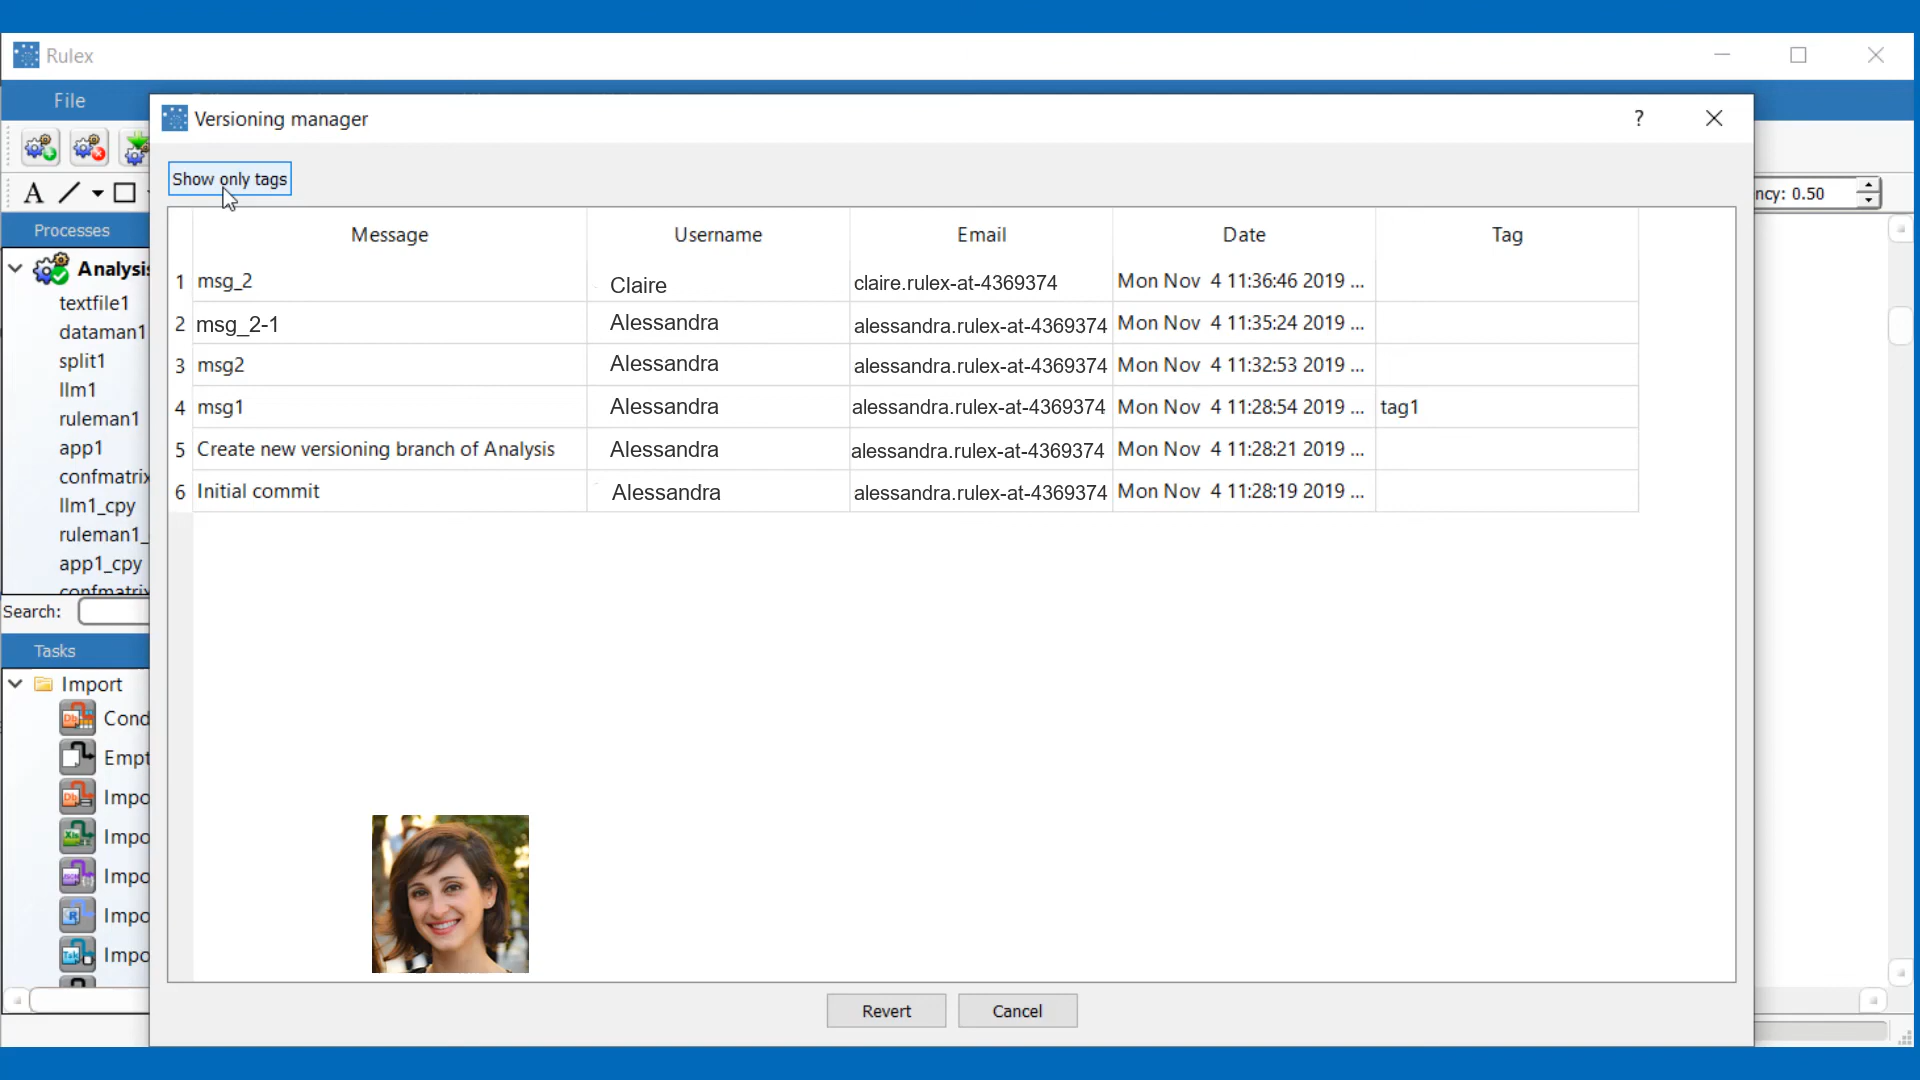 Rulex
File
Versioning manager
?
Show only tags
A
ncy: 0.50
Processes
Analysis
textfile1
dataman1
split1
llm1
ruleman1
app1
confmatrix
llm1_cpy
ruleman1_
app1_cpy
confmatrix
Search:
Tasks
Import
Cond
Empt
Impo
Impo
Impo
Impo
Impo
Message Username Email Date Tag
1 msg_2 Claire claire.rulex-at-4369374 Mon Nov 4 11:36:46 2019 ...
2 msg_2-1 Alessandra alessandra.rulex-at-4369374 Mon Nov 4 11:35:24 2019 ...
3 msg2 Alessandra alessandra.rulex-at-4369374 Mon Nov 4 11:32:53 2019 ...
4 msg1 Alessandra alessandra.rulex-at-4369374 Mon Nov 4 11:28:54 2019 ... tag1
5 Create new versioning branch of Analysis Alessandra alessandra.rulex-at-4369374 Mon Nov 4 11:28:21 2019 ...
6 Initial commit Alessandra alessandra.rulex-at-4369374 Mon Nov 4 11:28:19 2019 ...
Revert Cancel